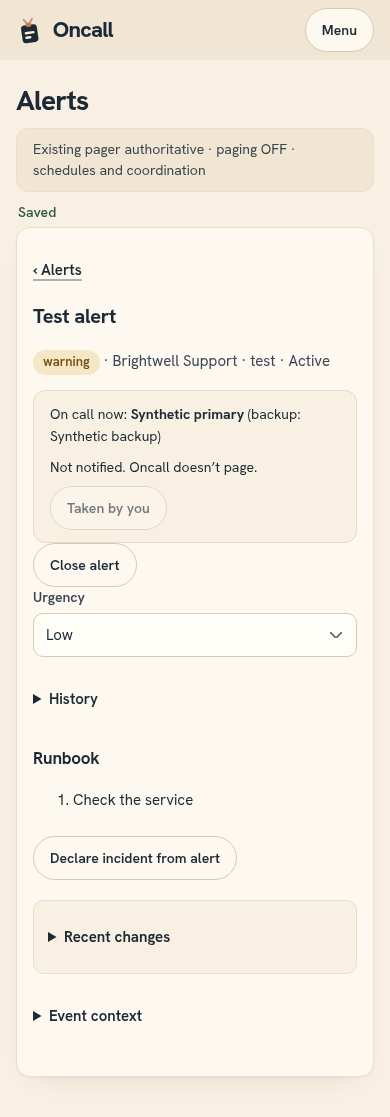 Oncall
Menu
Alerts
Existing pager authoritative · paging OFF ·
schedules and coordination
Saved
‹ Alerts
Test alert
warning · Brightwell Support · test · Active
On call now: Synthetic primary (backup:
Synthetic backup)
Not notified. Oncall doesn’t page.
Taken by you
Close alert
Urgency
Low
History
Runbook
1. Check the service
Declare incident from alert
Recent changes
Event context